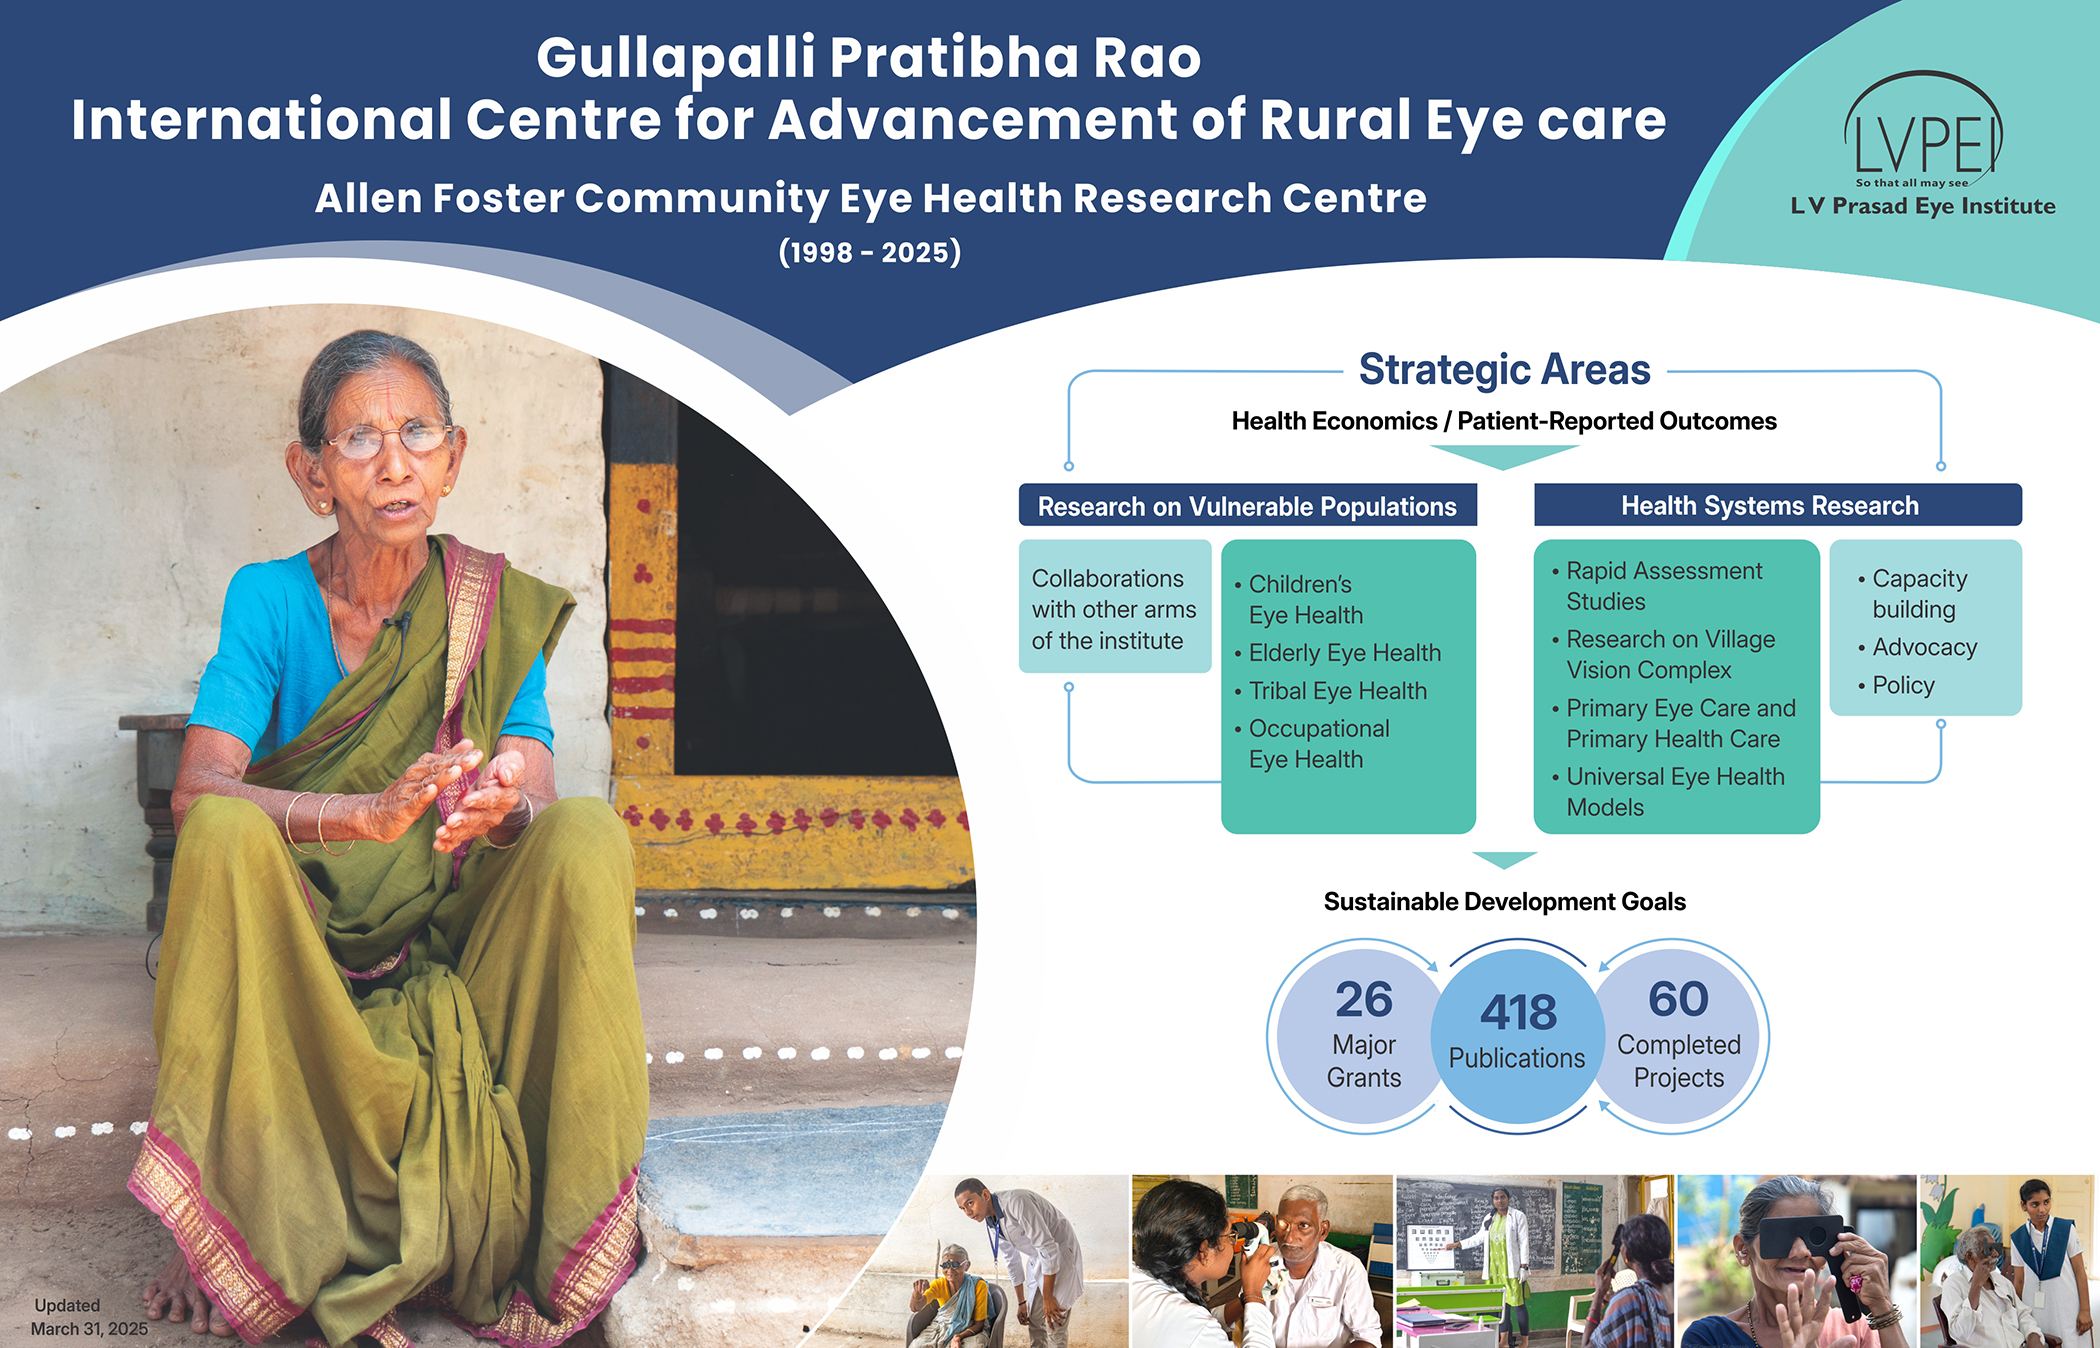 Gullapalli Pratibha Rao
International Centre for Advancement of Rural Eye care
Allen Foster Community Eye Health Research Centre
(1998 - 2025)
LVPEI
So that all may see
L V Prasad Eye Institute
Strategic Areas
Health Economics / Patient-Reported Outcomes
Research on Vulnerable Populations
Collaborations
with other arms
of the institute
• Children's
Eye Health
• Elderly Eye Health
• Tribal Eye Health
• Occupational
Eye Health
Health Systems Research
• Rapid Assessment
Studies
• Research on Village
Vision Complex
• Primary Eye Care and
Primary Health Care
• Universal Eye Health
Models
• Capacity
building
• Advocacy
• Policy
Sustainable Development Goals
26
Major
Grants
418
Publications
60
Completed
Projects
Updated
March 31, 2025